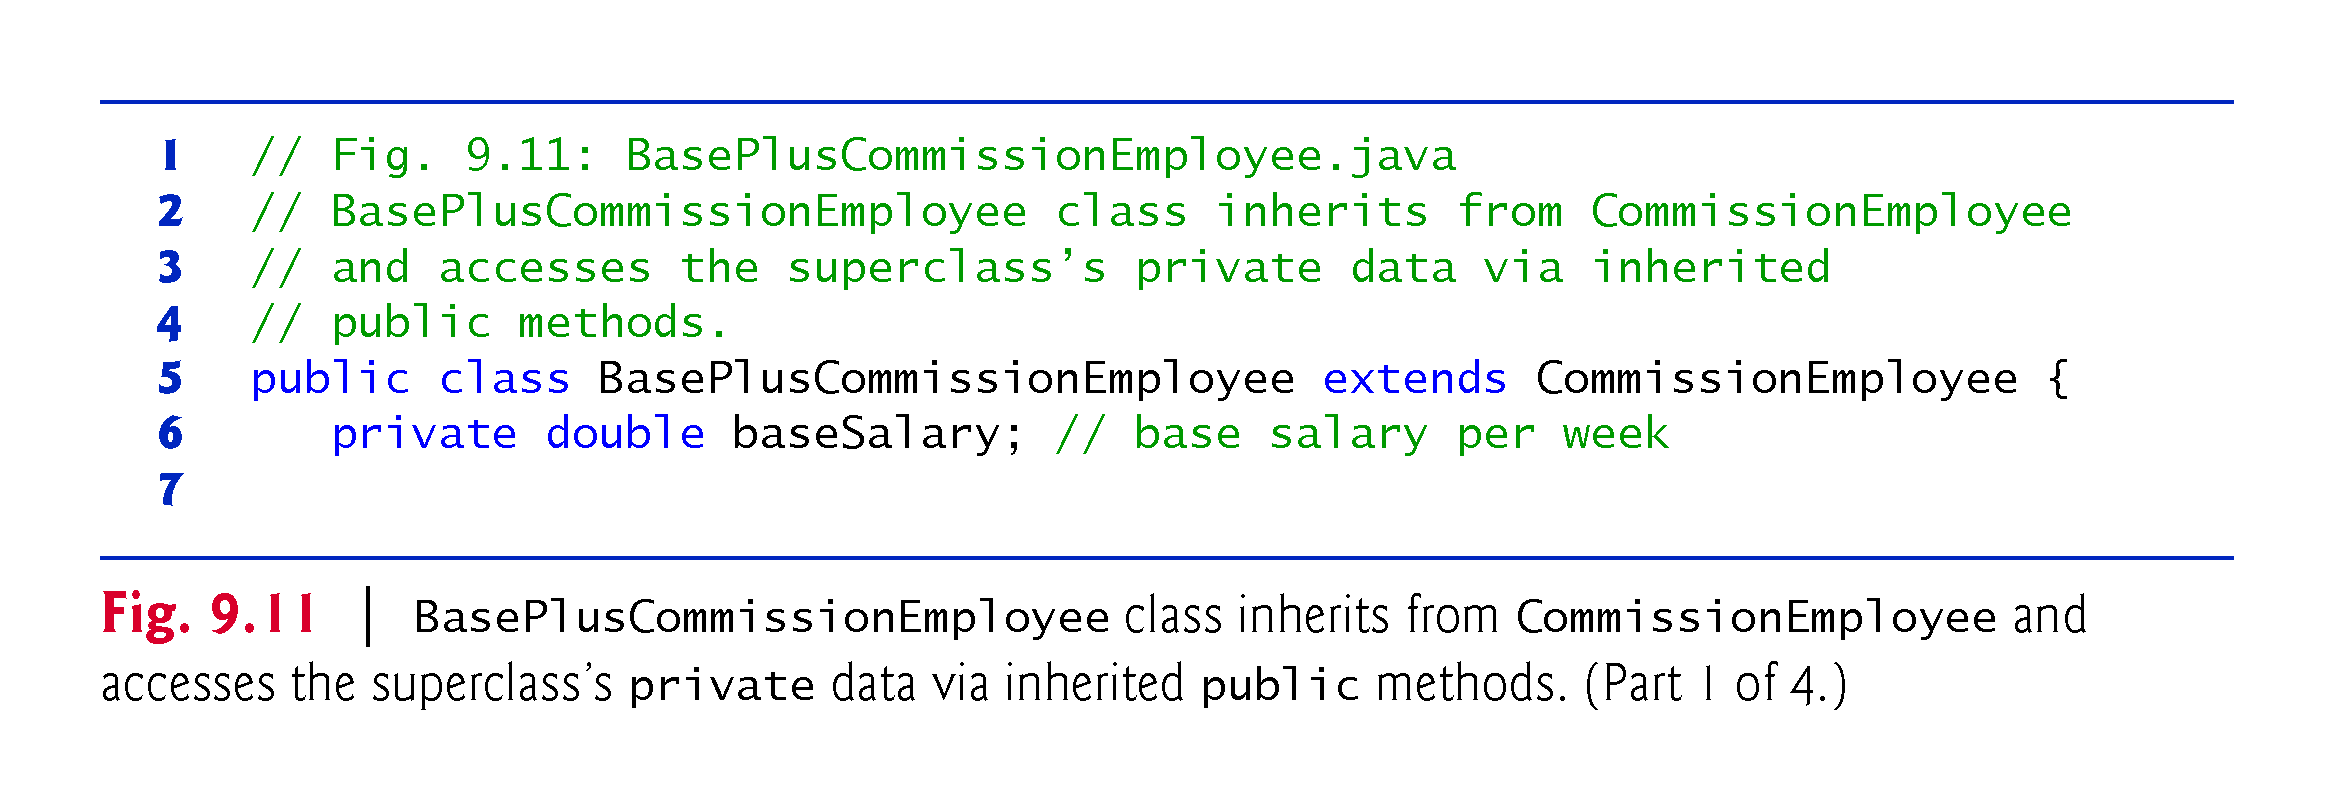 1 // Fig. 9.11: BasePlusCommissionEmployee.java
2 // BasePlusCommissionEmployee class inherits from CommissionEmployee
3 // and accesses the superclass’s private data via inherited
4 // public methods.
5 public class BasePlusCommissionEmployee extends CommissionEmployee {
6    private double baseSalary; // base salary per week
7
Fig. 9.11 | BasePlusCommissionEmployee class inherits from CommissionEmployee and
accesses the superclass’s private data via inherited public methods. (Part 1 of 4.)